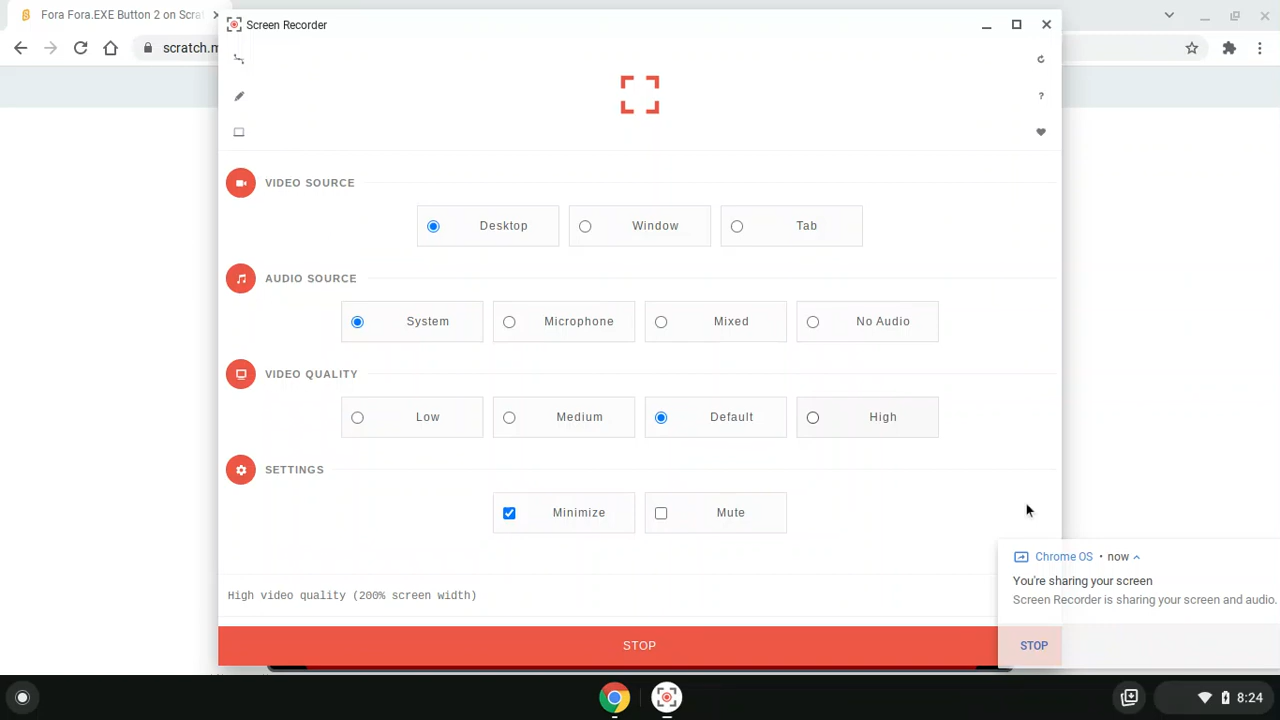 Fora Fora.EXE Button 2 on Scrat
scratch.m
Screen Recorder
?
VIDEO SOURCE
Desktop
Window
Tab
AUDIO SOURCE
System
Microphone
Mixed
No Audio
VIDEO QUALITY
Low
Medium
Default
High
SETTINGS
Minimize
Mute
High video quality (200% screen width)
STOP
Chrome OS • now
You're sharing your screen
Screen Recorder is sharing your screen and audio.
STOP
8:24